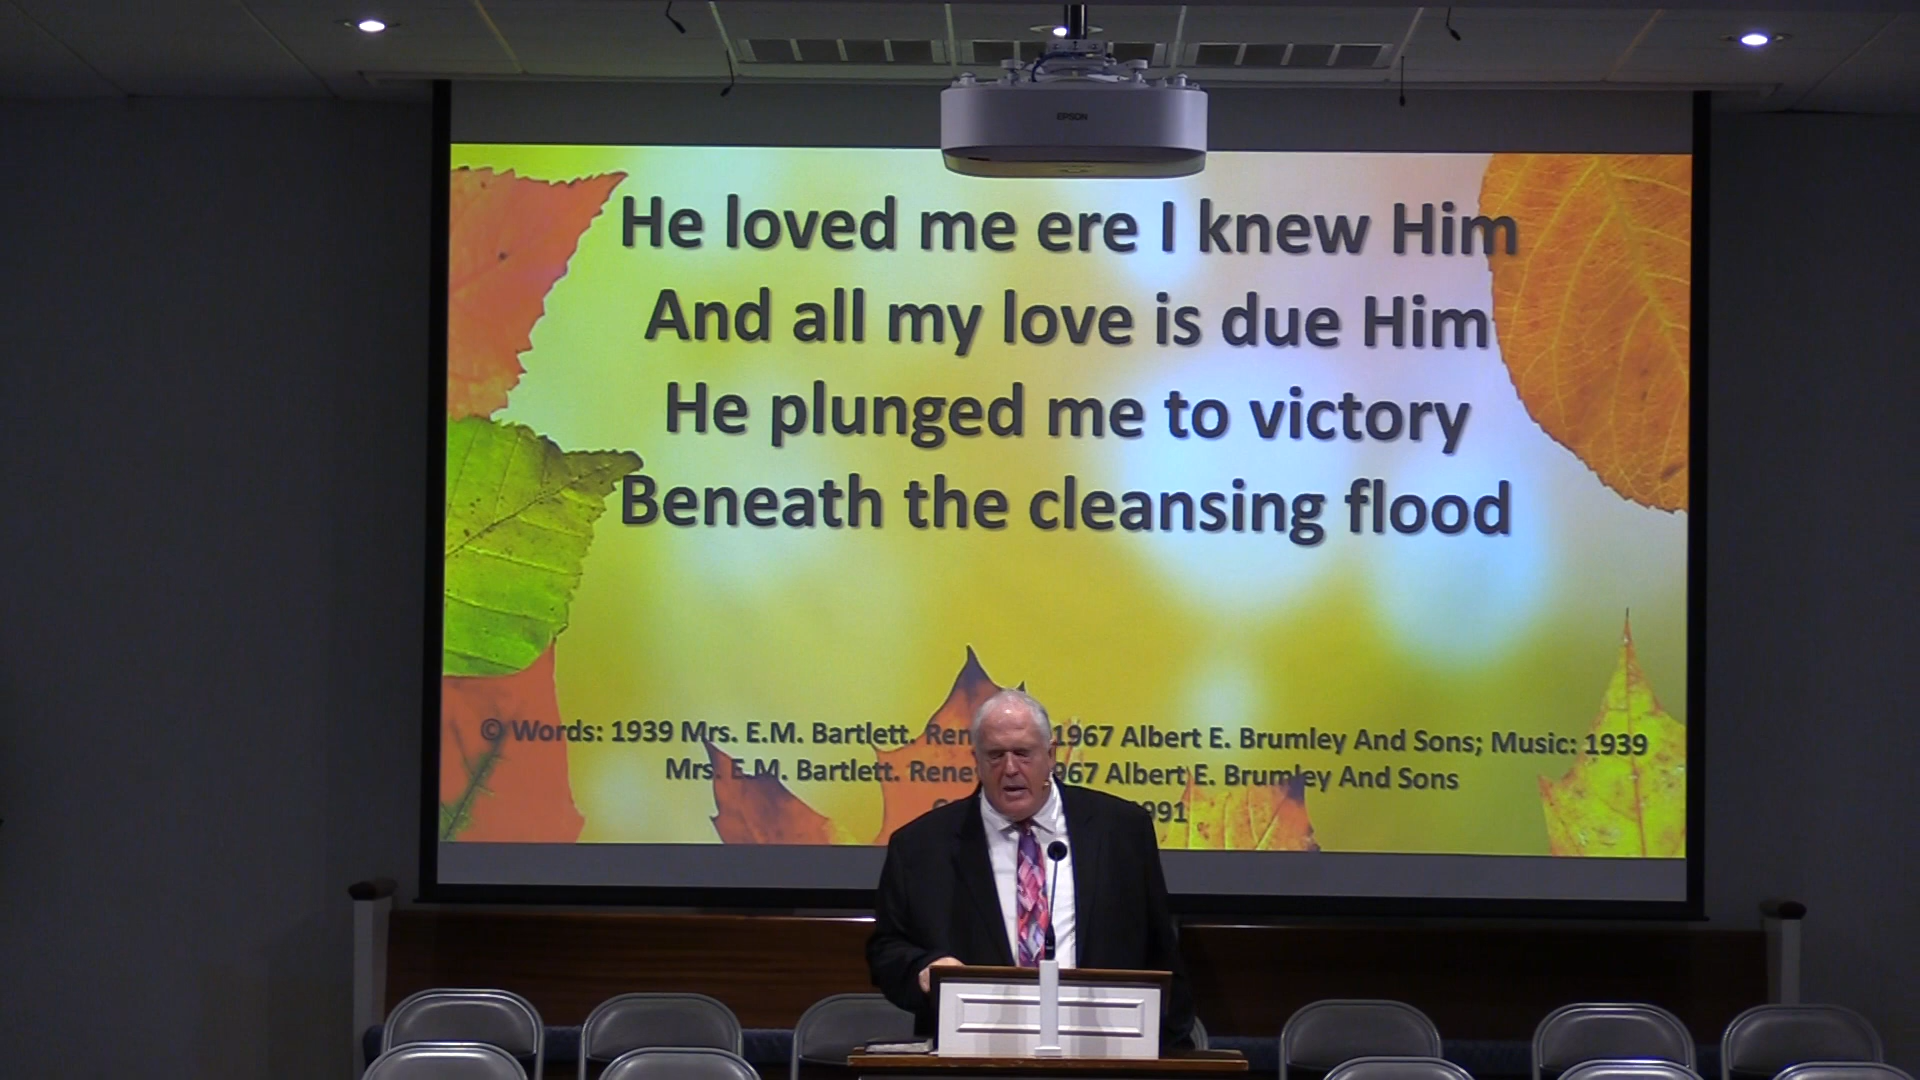 EPSON
He loved me ere I knew Him
And all my love is due Him
He plunged me to victory
Beneath the cleansing flood
© Words: 1939 Mrs. E.M. Bartlett. Ren 1967 Albert E. Brumley And Sons; Music: 1939
Mrs. E.M. Bartlett. Rene 967 Albert E. Brumley And Sons
991